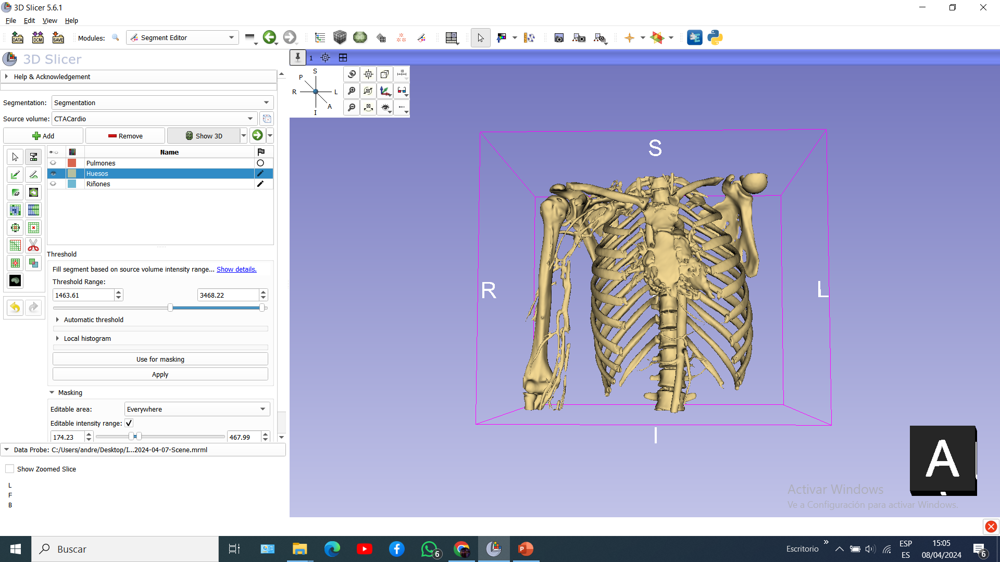 3D Slicer 5.6.1
File Edit View Help
DATA DCM SAVE Modules: Segment Editor
3D Slicer
1
Help & Acknowledgement
S
P
R L
A
I
Segmentation: Segmentation
Source volume: CTACardio
Add Remove Show 3D
Name
Pulmones
Huesos
Riñones
Threshold
Fill segment based on source volume intensity range... Show details.
Threshold Range:
1463.61 3468.22
Automatic threshold
Local histogram
Use for masking
Apply
Masking
Editable area: Everywhere
Editable intensity range:
174.23 467.99
Data Probe: C:/Users/andre/Desktop/I...2024-04-07-Scene.mrml
Show Zoomed Slice
L
F
B
S
R L
I
A
Activar Windows
Ve a Configuración para activar Windows.
Buscar
6
P
Escritorio »
ESP
ES
15:05
08/04/2024
6